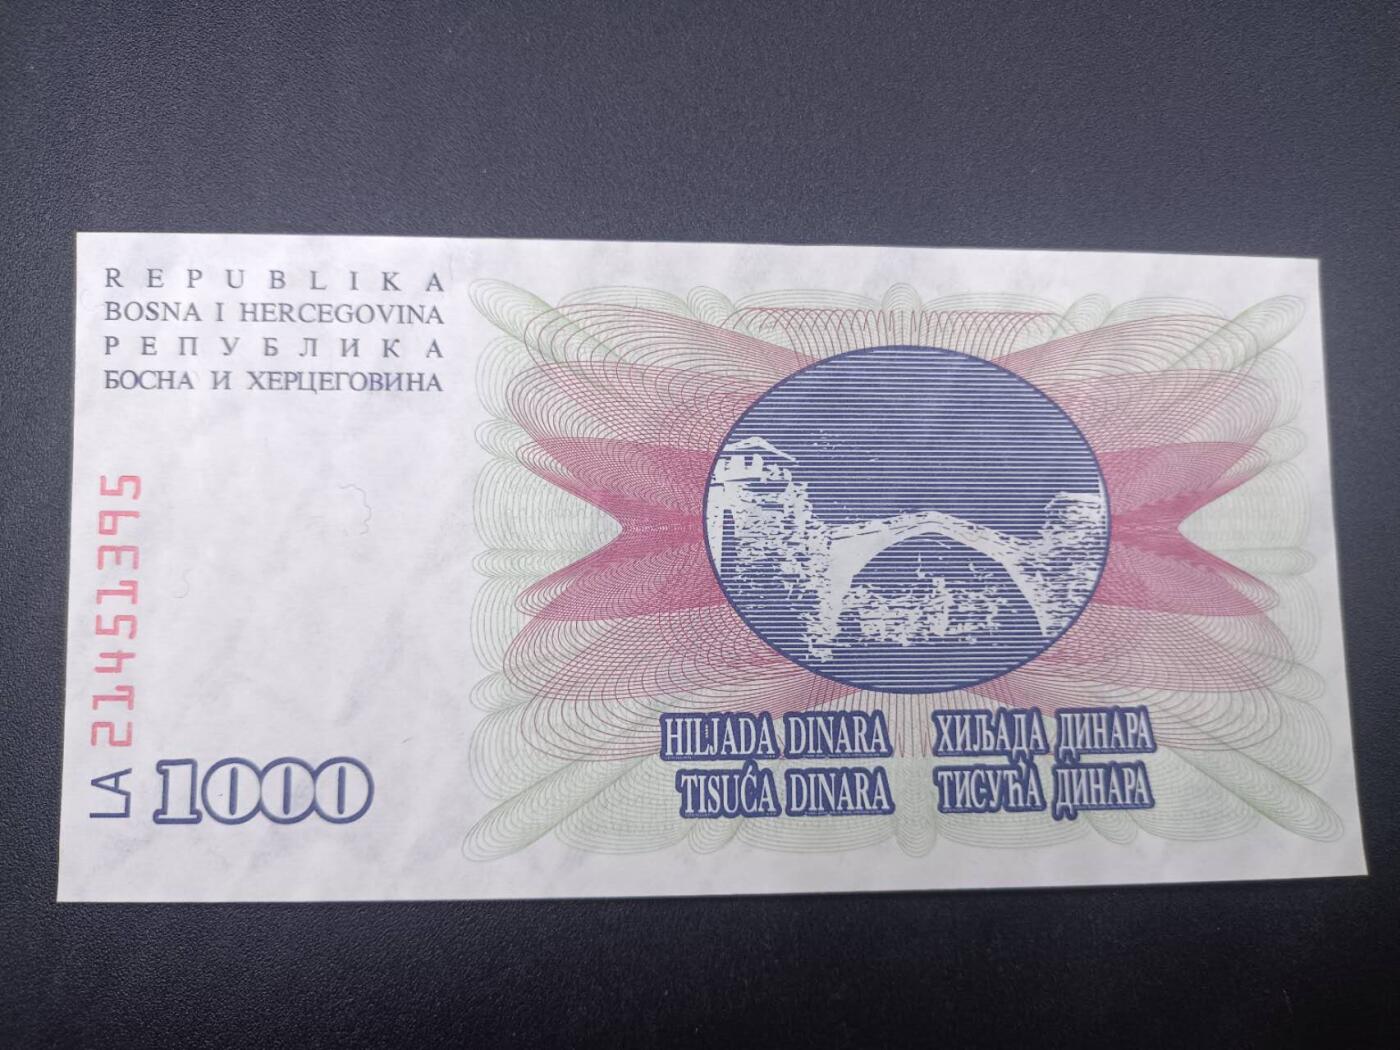 REPUBLIKA
BOSNA I HERCEGOVINA
РЕПУБЛИКА
БОСНА И ХЕРЦЕГОВИНА
LA 21451395
1000
HILJADA DINARA ХИЉАДА ДИНАРА
TISUĆA DINARA ТИСУЋА ДИНАРА